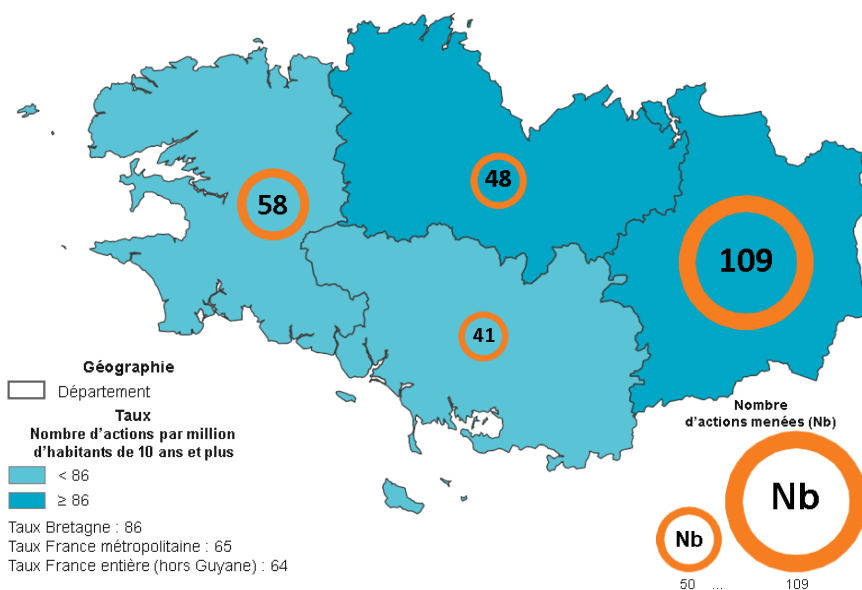 58
48
109
41
Géographie
Département
Taux
Nombre d'actions par million
d'habitants de 10 ans et plus
< 86
≥ 86
Taux Bretagne : 86
Taux France métropolitaine : 65
Taux France entière (hors Guyane) : 64
Nombre
d'actions menées (Nb)
Nb
Nb
50 ... 109